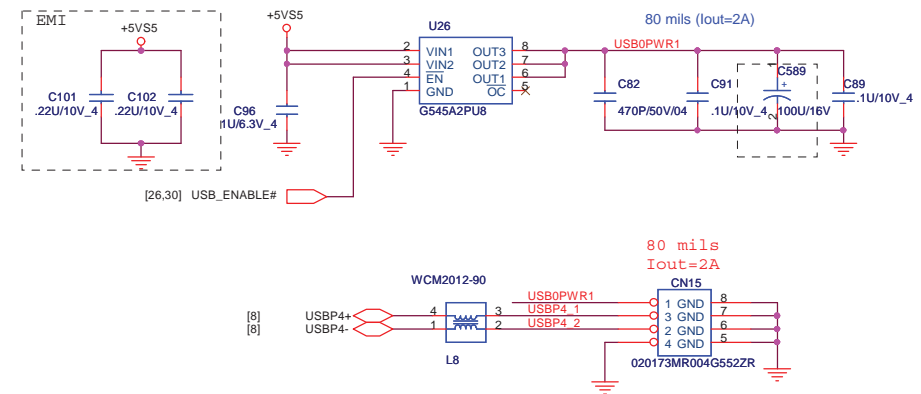 EMI
+5VS5
C101
.22U/10V_4
C102
.22U/10V_4
+5VS5
C96
1U/6.3V_4
U26
2 VIN1 OUT3 8
3 VIN2 OUT2 7
4 EN OUT1 6
1 GND OC 5
G545A2PU8
80 mils (Iout=2A)
USB0PWR1
C82
470P/50V/04
C91
.1U/10V_4
1
C589
+
100U/16V
2
C89
.1U/10V_4
[26,30] USB_ENABLE#
80 mils
Iout=2A
CN15
WCM2012-90
USB0PWR1
1 GND 8
[8] USBP4+ 4 3 USBP4_1
3 GND 7
[8] USBP4- 1 2 USBP4_2
2 GND 6
4 GND 5
L8
020173MR004G552ZR